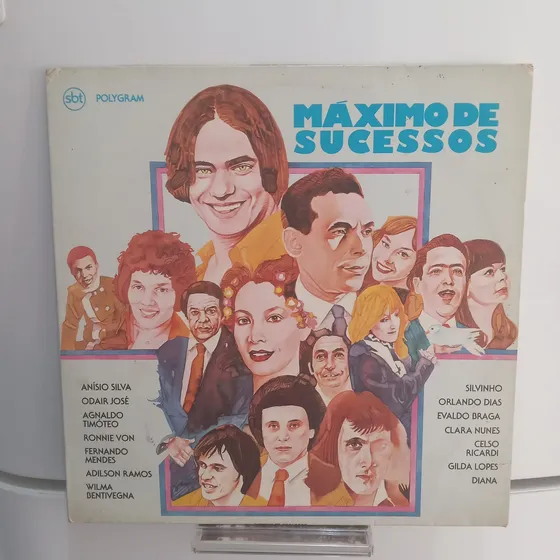 sbt POLYGRAM
MÁXIMO DE
SUCESSOS
ANÍSIO SILVA
ODAIR JOSÉ
AGNALDO
TIMÓTEO
RONNIE VON
FERNANDO
MENDES
ADILSON RAMOS
WILMA
BENTIVEGNA
SILVINHO
ORLANDO DIAS
EVALDO BRAGA
CLARA NUNES
CELSO
RICARDI
GILDA LOPES
DIANA